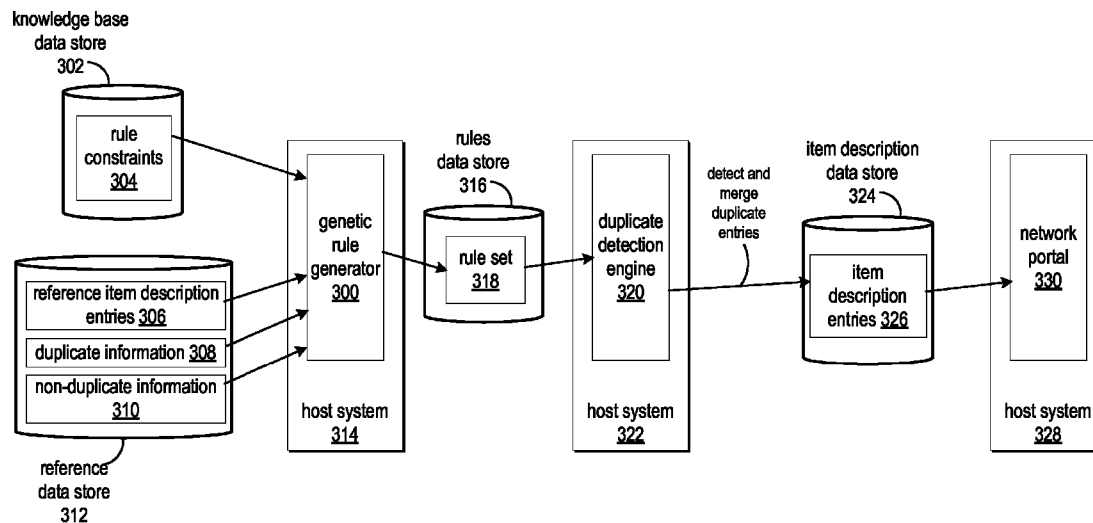 knowledge base
data store
302
rule
constraints
304
reference item description
entries 306
duplicate information 308
non-duplicate information
310
reference
data store
312
genetic
rule
generator
300
host system
314
rules
data store
316
rule set
318
duplicate
detection
engine
320
host system
322
detect and
merge
duplicate
entries
item description
data store
324
item
description
entries 326
network
portal
330
host system
328